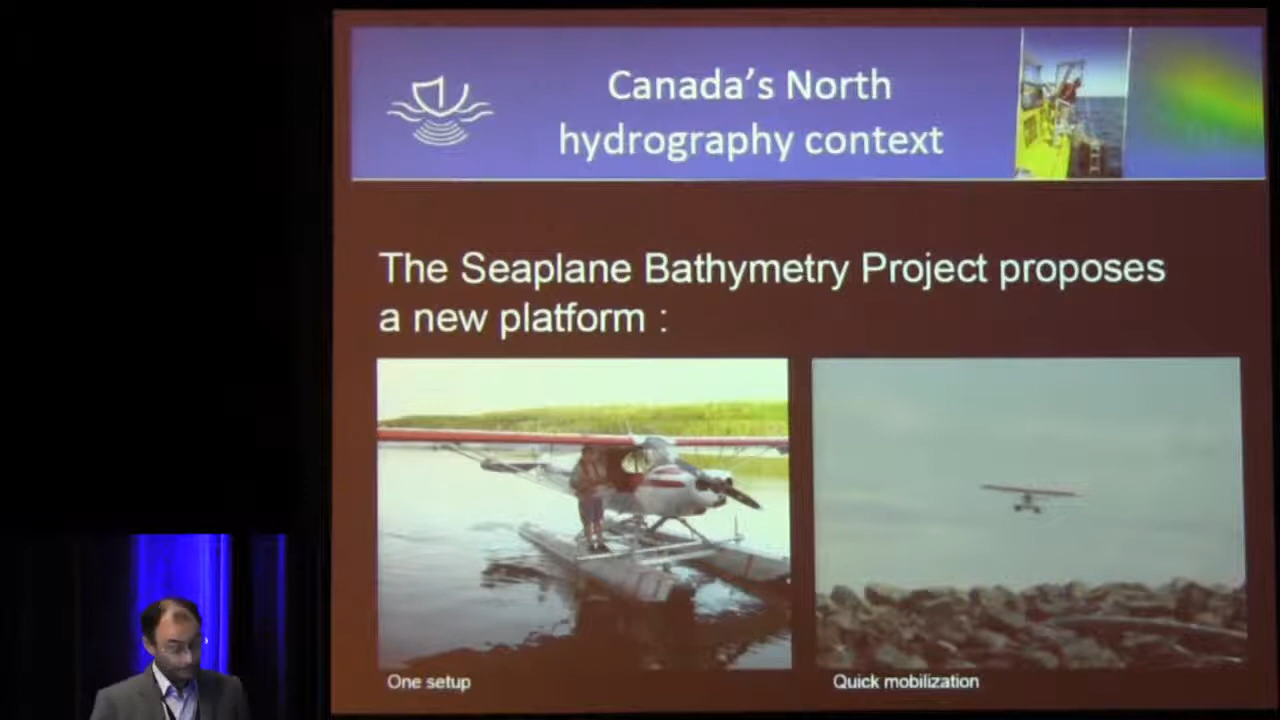 Canada's North
hydrography context
The Seaplane Bathymetry Project proposes
a new platform :
One setup
Quick mobilization